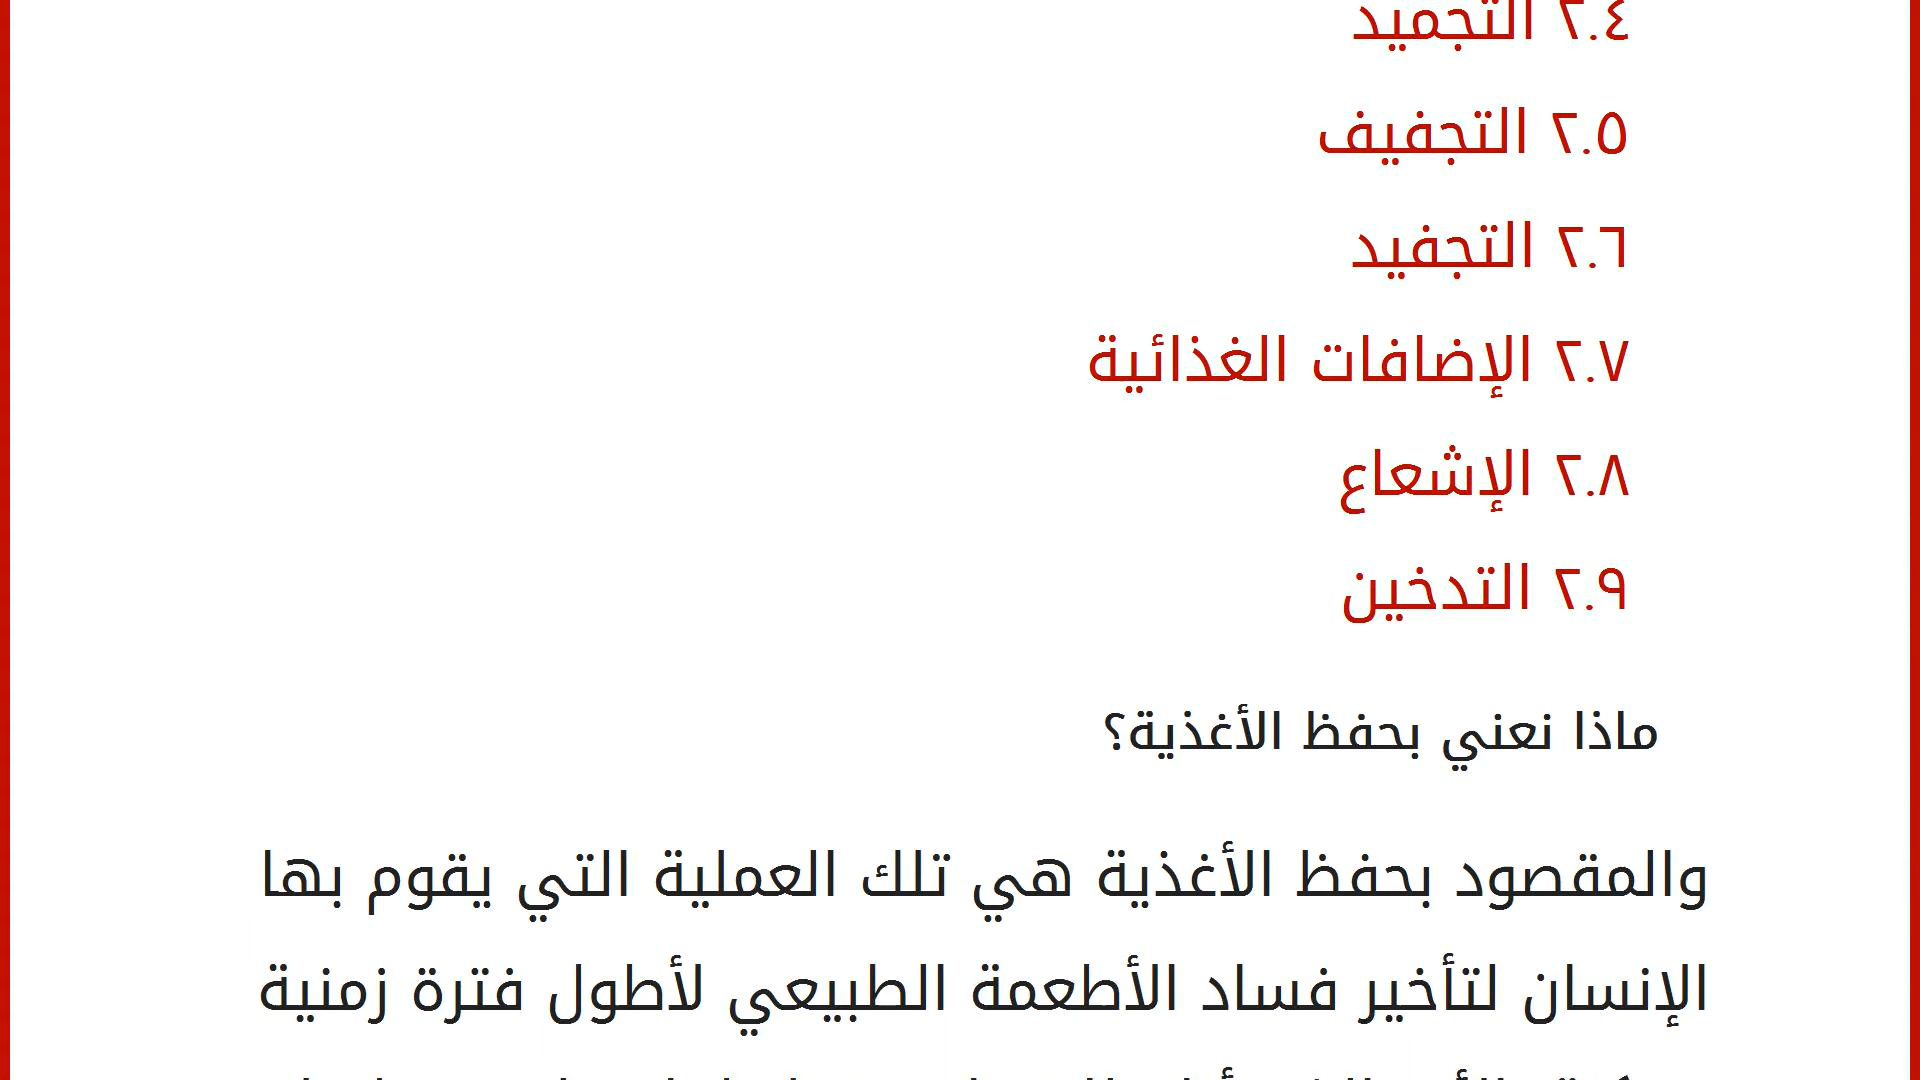 ٢.٤ التجميد
٢.٥ التجفيف
٢.٦ التجفيد
٢.٧ الإضافات الغذائية
٢.٨ الإشعاع
٢.٩ التدخين
ماذا نعني بحفظ الأغذية؟
والمقصود بحفظ الأغذية هي تلك العملية التي يقوم بها
الإنسان لتأخير فساد الأطعمة الطبيعي لأطول فترة زمنية